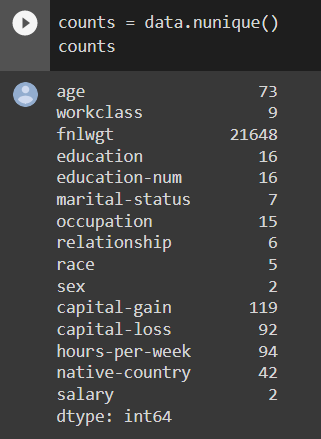 counts = data.nunique()
counts
age 73
workclass 9
fnlwgt 21648
education 16
education-num 16
marital-status 7
occupation 15
relationship 6
race 5
sex 2
capital-gain 119
capital-loss 92
hours-per-week 94
native-country 42
salary 2
dtype: int64